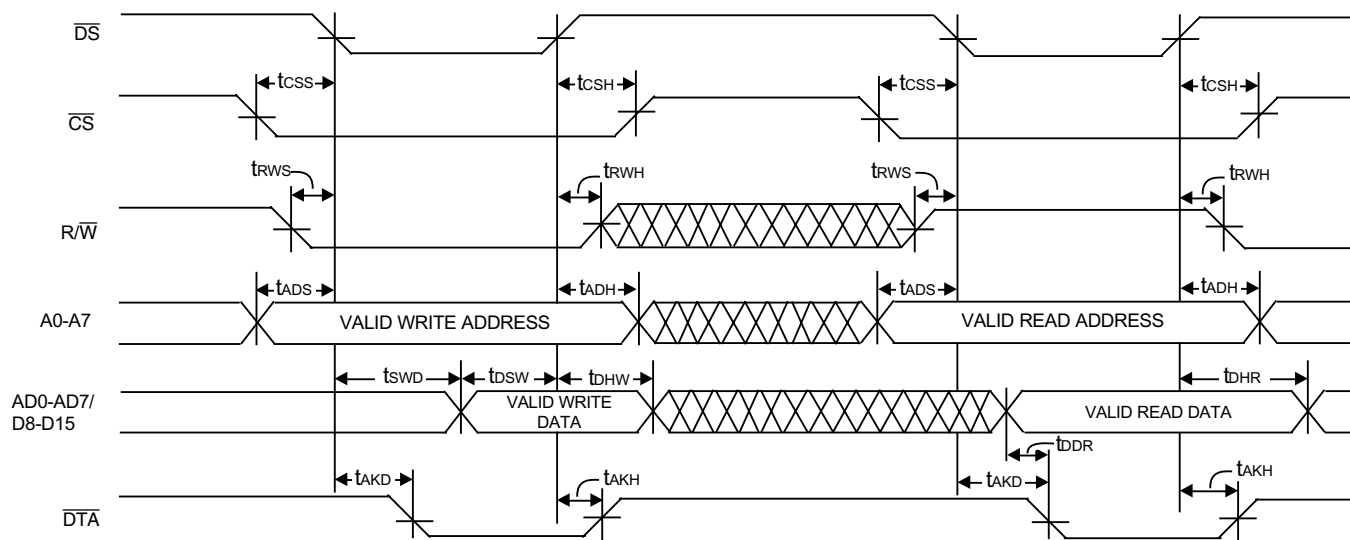 DS
tCSS
tCSH
tCSS
tCSH
CS
tRWS
tRWH
tRWS
tRWH
R/W
tADS
tADH
tADS
tADH
A0-A7
VALID WRITE ADDRESS
VALID READ ADDRESS
tSWD
tDSW
tDHW
tDHR
AD0-AD7/
D8-D15
VALID WRITE
DATA
VALID READ DATA
tDDR
tAKD
tAKH
tAKD
tAKH
DTA